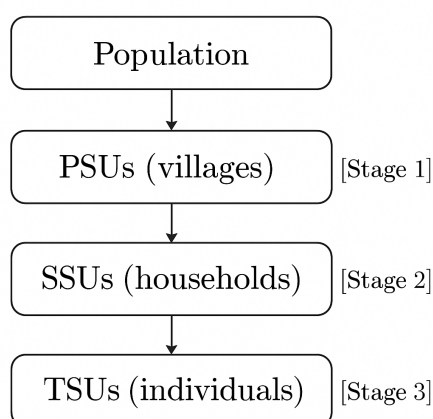 Population
PSUs (villages) [Stage 1]
SSUs (households) [Stage 2]
TSUs (individuals) [Stage 3]